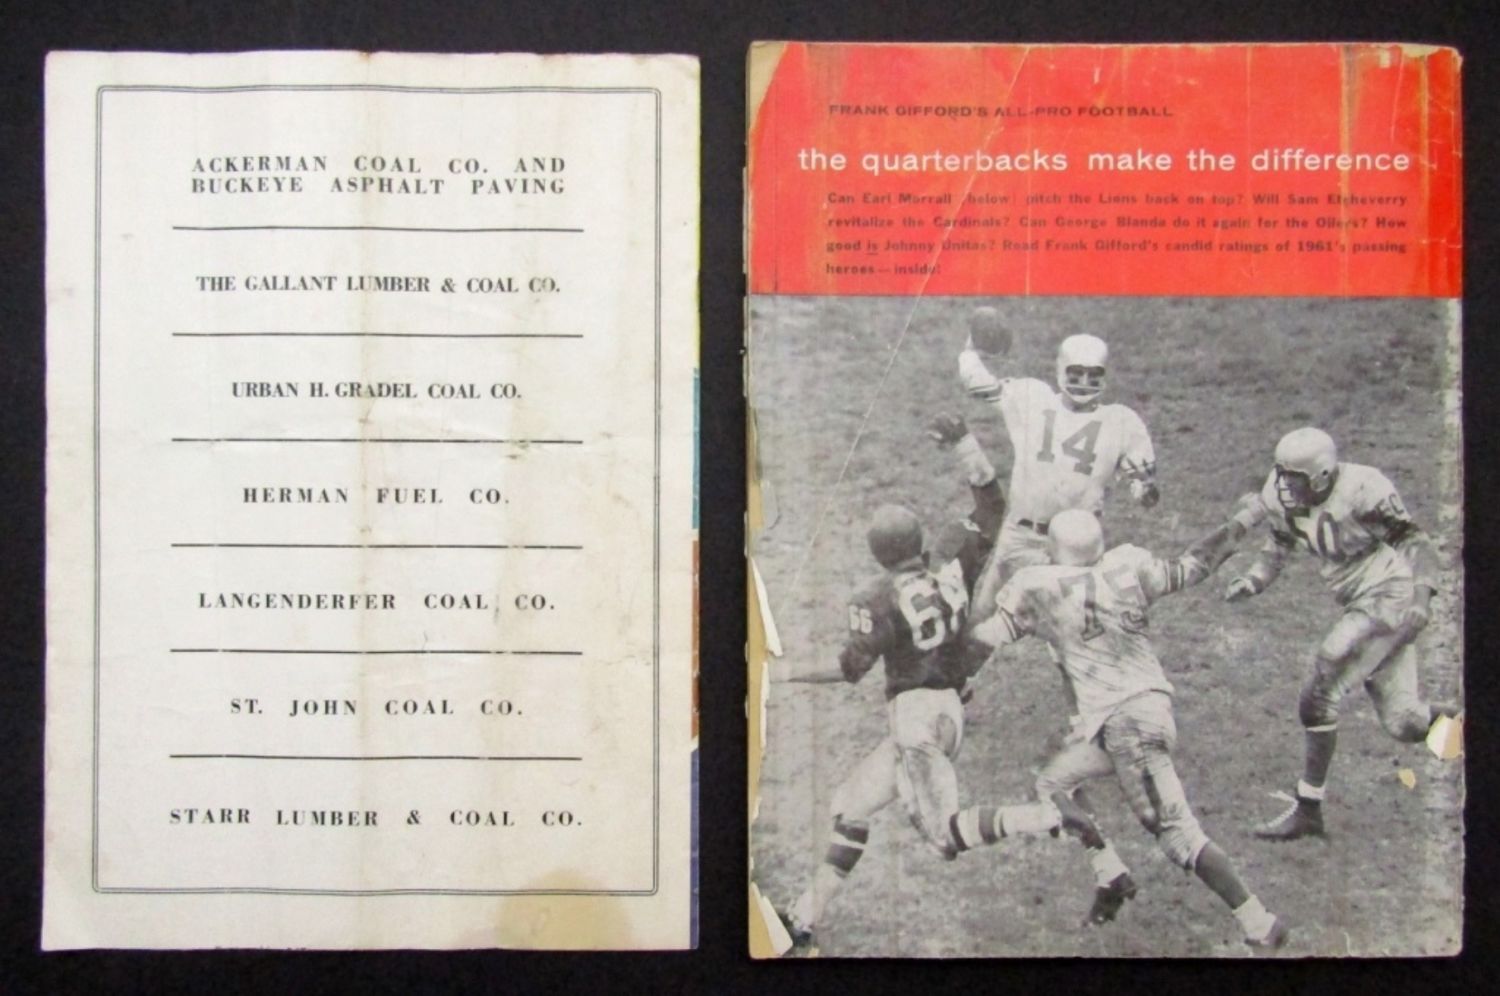 ACKERMAN COAL CO. AND
BUCKEYE ASPHALT PAVING
THE GALLANT LUMBER & COAL CO.
URBAN H. GRADEL COAL CO.
HERMAN FUEL CO.
LANGENDERFER COAL CO.
ST. JOHN COAL CO.
STARR LUMBER & COAL CO.
FRANK GIFFORD'S ALL-PRO FOOTBALL
the quarterbacks make the difference
Can Earl Morrall (below) pitch the Lions back on top? Will Sam Etcheverry
revitalize the Cardinals? Can George Blanda do it again for the Oilers? How
good is Johnny Unitas? Read Frank Gifford's candid ratings of 1961's passing
heroes—inside!
14
66
66
75
50